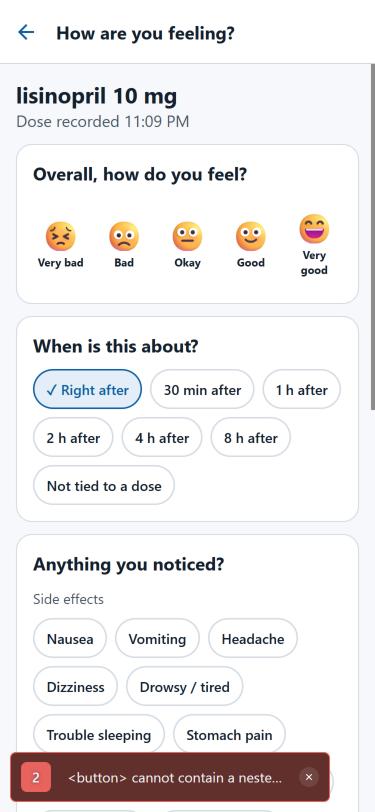 How are you feeling?
lisinopril 10 mg
Dose recorded 11:09 PM
Overall, how do you feel?
Very bad
Bad
Okay
Good
Very
good
When is this about?
✓ Right after
30 min after
1 h after
2 h after
4 h after
8 h after
Not tied to a dose
Anything you noticed?
Side effects
Nausea
Vomiting
Headache
Dizziness
Drowsy / tired
Trouble sleeping
Stomach pain
2
<button> cannot contain a neste...